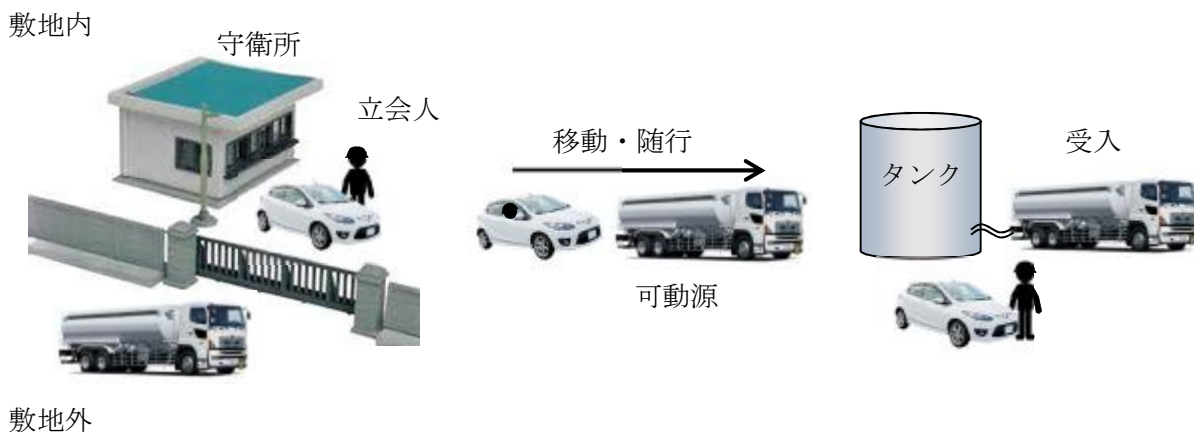 敷地内
守衛所
立会人
移動・随行
可動源
タンク
受入
敷地外